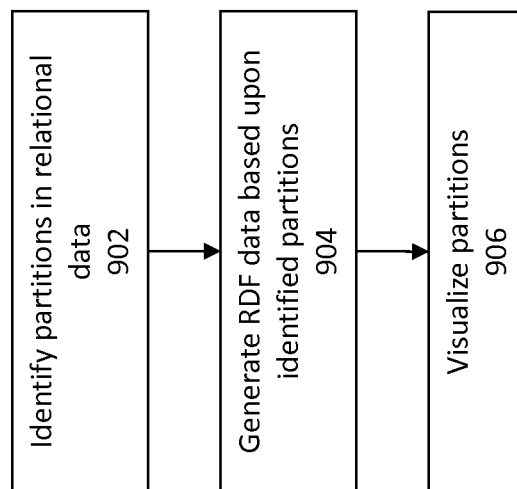 Identify partitions in relational
data
902
Generate RDF data based upon
identified partitions
904
Visualize partitions
906